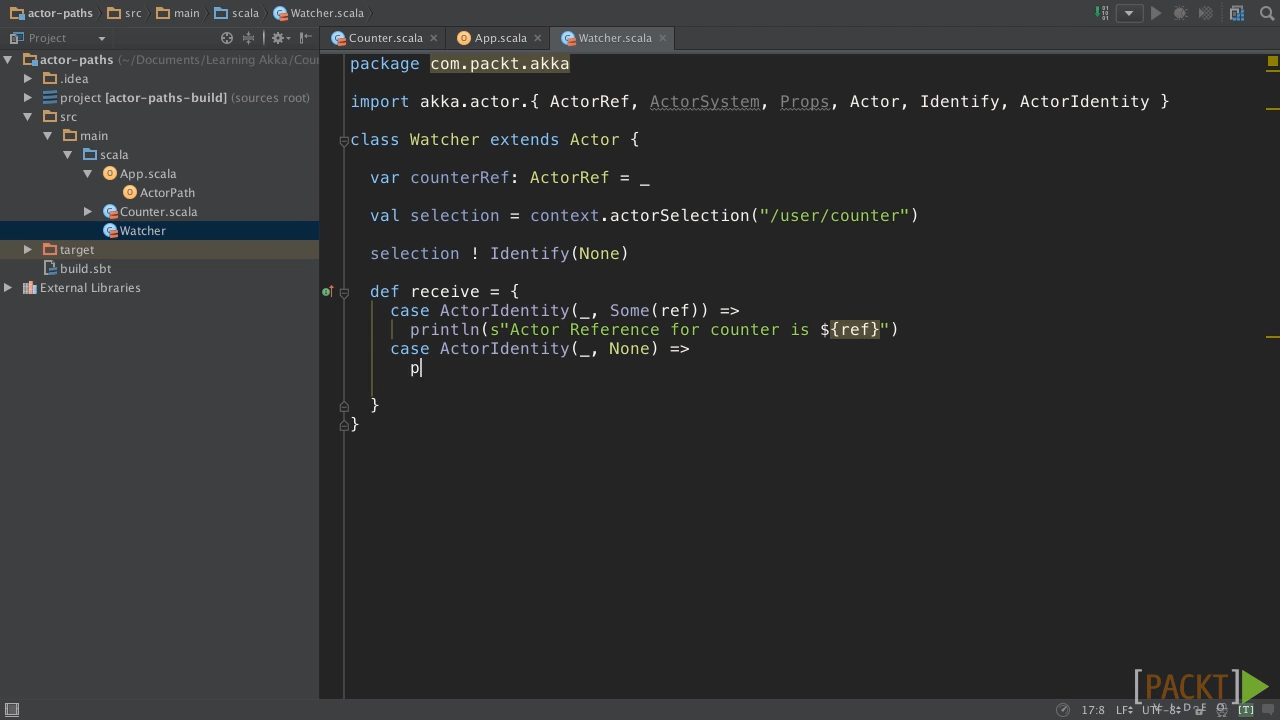 actor-paths src main scala Watcher.scala
Project
Counter.scala App.scala Watcher.scala
actor-paths (~/Documents/Learning Akka/Cou
.idea
project [actor-paths-build] (sources root)
src
main
scala
App.scala
ActorPath
Counter.scala
Watcher
target
build.sbt
External Libraries
package com.packt.akka
import akka.actor.{ ActorRef, ActorSystem, Props, Actor, Identify, ActorIdentity }
class Watcher extends Actor {
var counterRef: ActorRef = _
val selection = context.actorSelection("/user/counter")
selection ! Identify(None)
def receive = {
case ActorIdentity(_, Some(ref)) =>
println(s"Actor Reference for counter is ${ref}")
case ActorIdentity(_, None) =>
p
}
}
[PACKT]
VIDEO
17:8 LF UTF-8 [T]